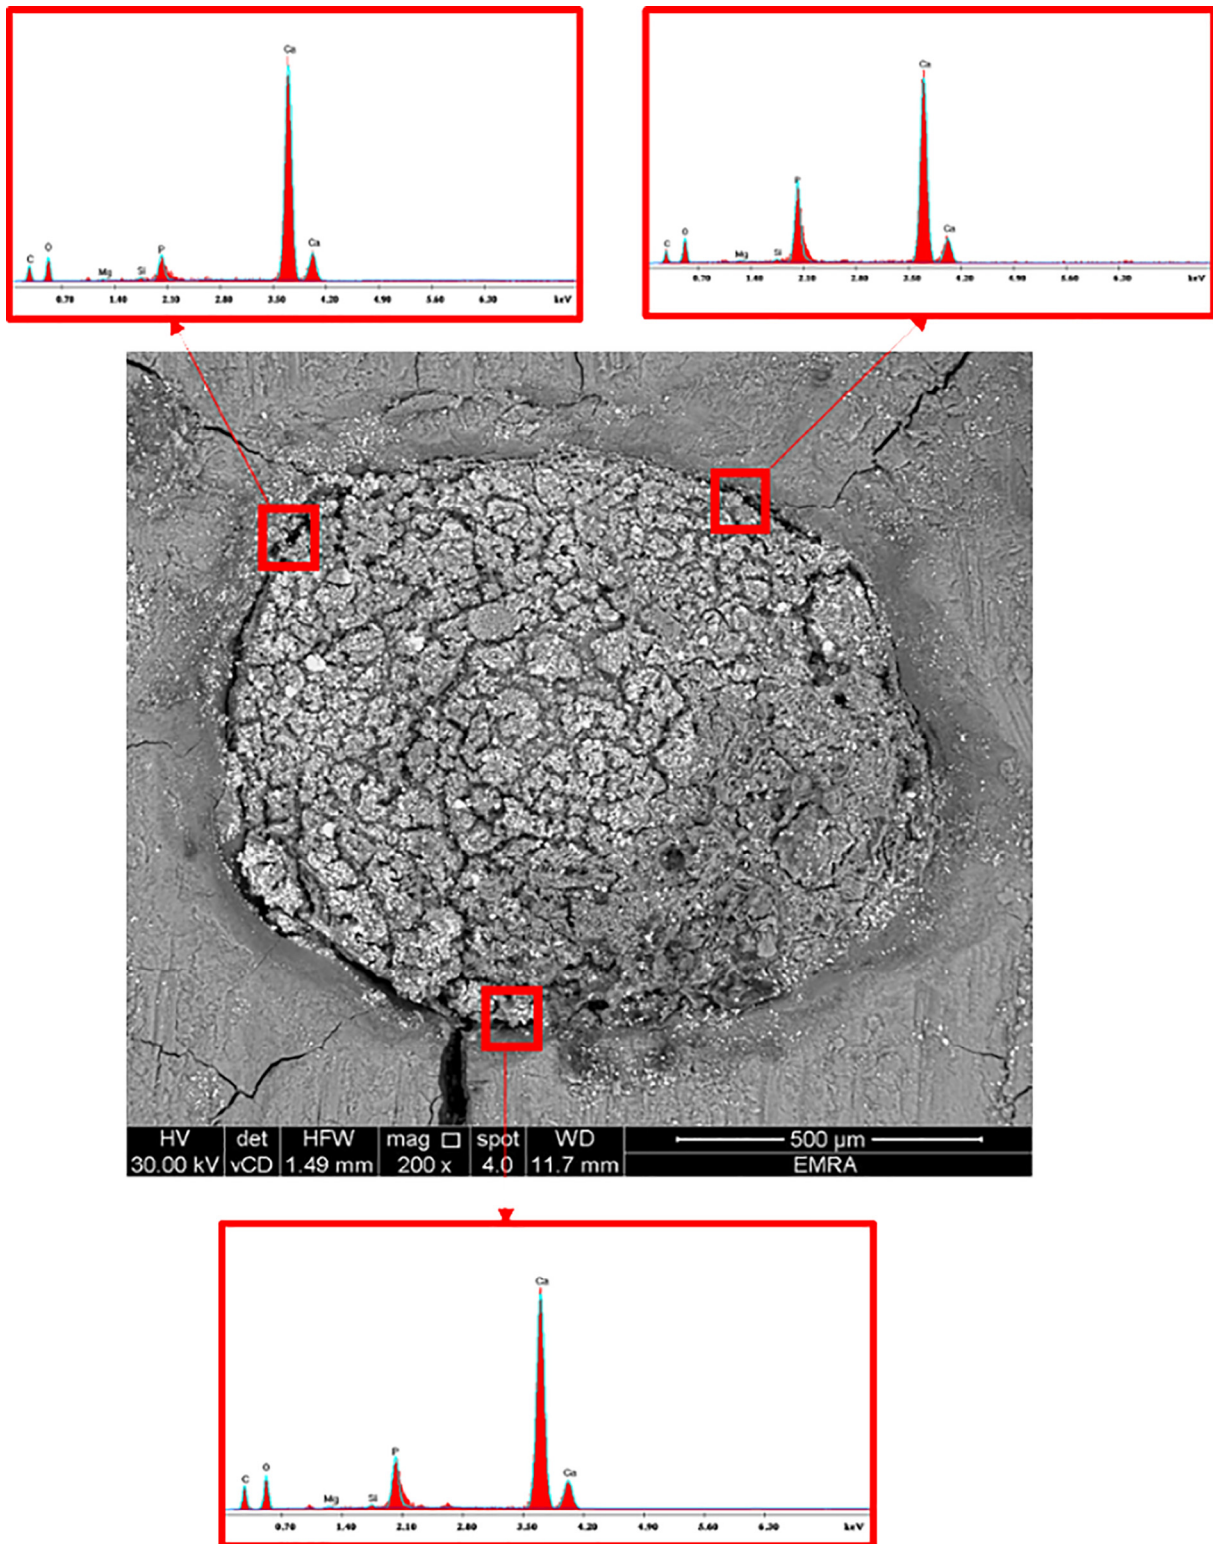 Ca
Ca
P
O
C
Mg
Si
0.70 1.40 2.10 2.80 3.50 4.20 4.90 5.60 6.30 keV
Ca
Ca
P
O
C
Mg
Si
0.70 1.40 2.10 2.80 3.50 4.20 4.90 5.60 6.30 keV
HV det HFW mag spot WD 500 µm
30.00 kV vCD 1.49 mm 200 x 4.0 11.7 mm EMRA
Ca
Ca
P
O
C
Mg
Si
0.70 1.40 2.10 2.80 3.50 4.20 4.90 5.60 6.30 keV